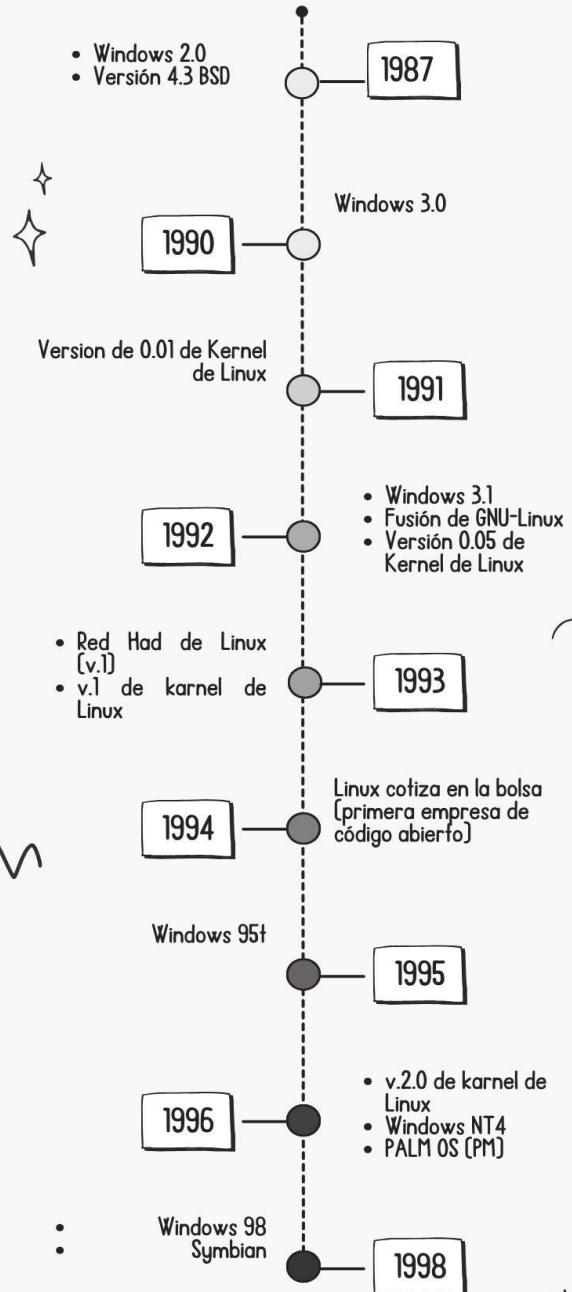 • Windows 2.0
• Versión 4.3 BSD
1987
Windows 3.0
1990
Version de 0.01 de Kernel
de Linux
1991
• Windows 3.1
• Fusión de GNU-Linux
• Versión 0.05 de
Kernel de Linux
1992
• Red Had de Linux
(v.1)
• v.1 de karnel de
Linux
1993
Linux cotiza en la bolsa
(primera empresa de
código abierto)
1994
Windows 95t
1995
• v.2.0 de karnel de
Linux
• Windows NT4
• PALM OS (PM)
1996
• Windows 98
• Symbian
1998